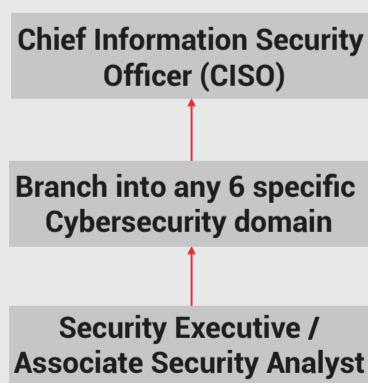 Chief Information Security
Officer (CISO)
Branch into any 6 specific
Cybersecurity domain
Security Executive /
Associate Security Analyst